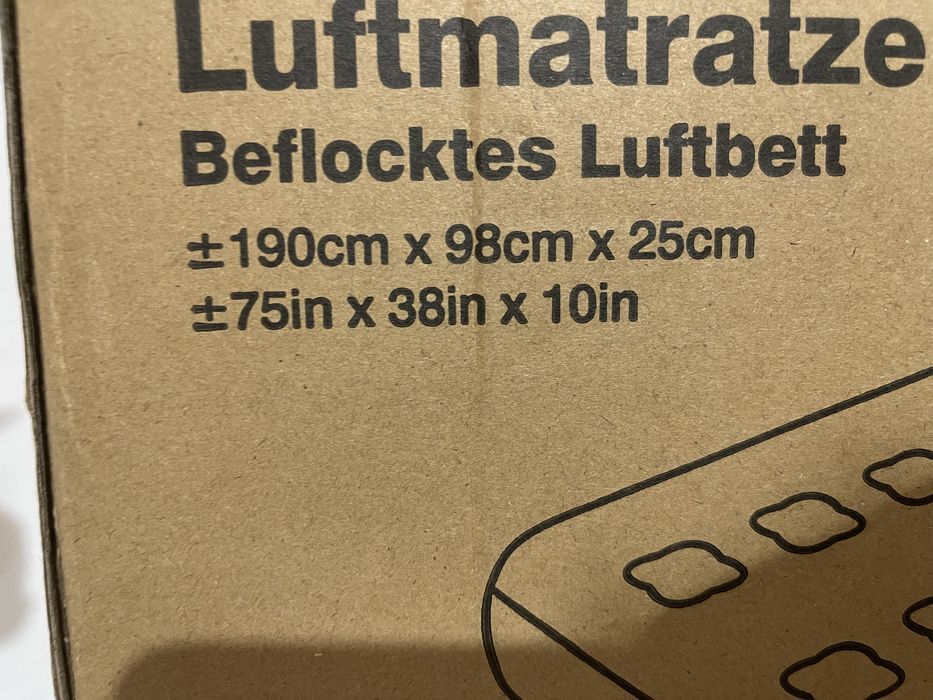 Luftmatratze
Beflocktes Luftbett
±190cm x 98cm x 25cm
±75in x 38in x 10in